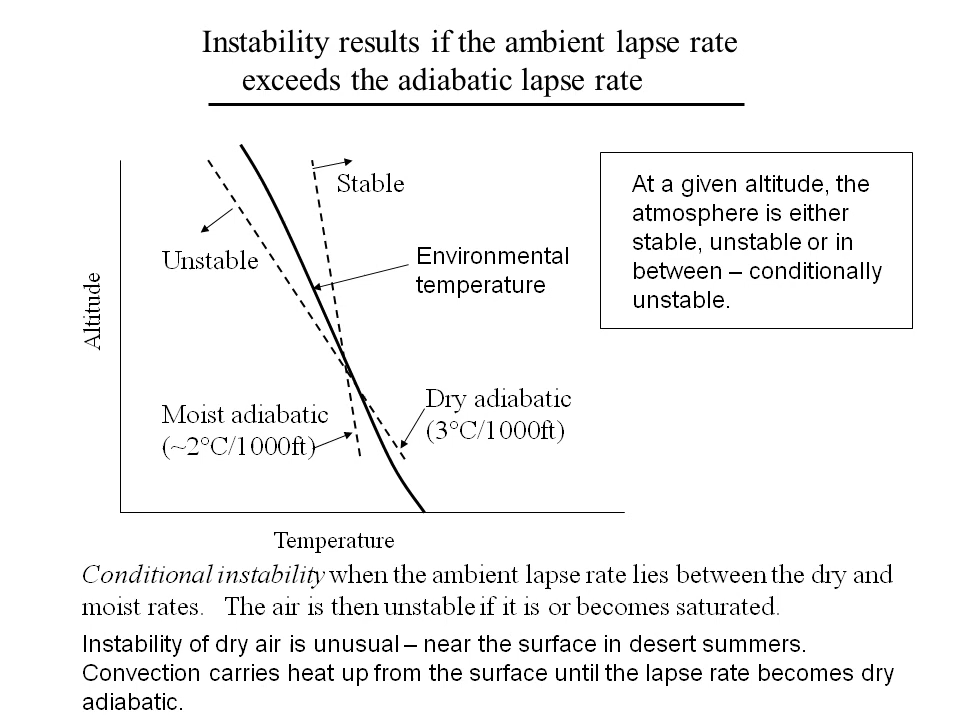 Instability results if the ambient lapse rate
exceeds the adiabatic lapse rate
Stable
Unstable
Environmental
temperature
At a given altitude, the
atmosphere is either
stable, unstable or in
between – conditionally
unstable.
Altitude
Moist adiabatic
(~2°C/1000ft)
Dry adiabatic
(3°C/1000ft)
Temperature
Conditional instability when the ambient lapse rate lies between the dry and
moist rates. The air is then unstable if it is or becomes saturated.
Instability of dry air is unusual – near the surface in desert summers.
Convection carries heat up from the surface until the lapse rate becomes dry
adiabatic.